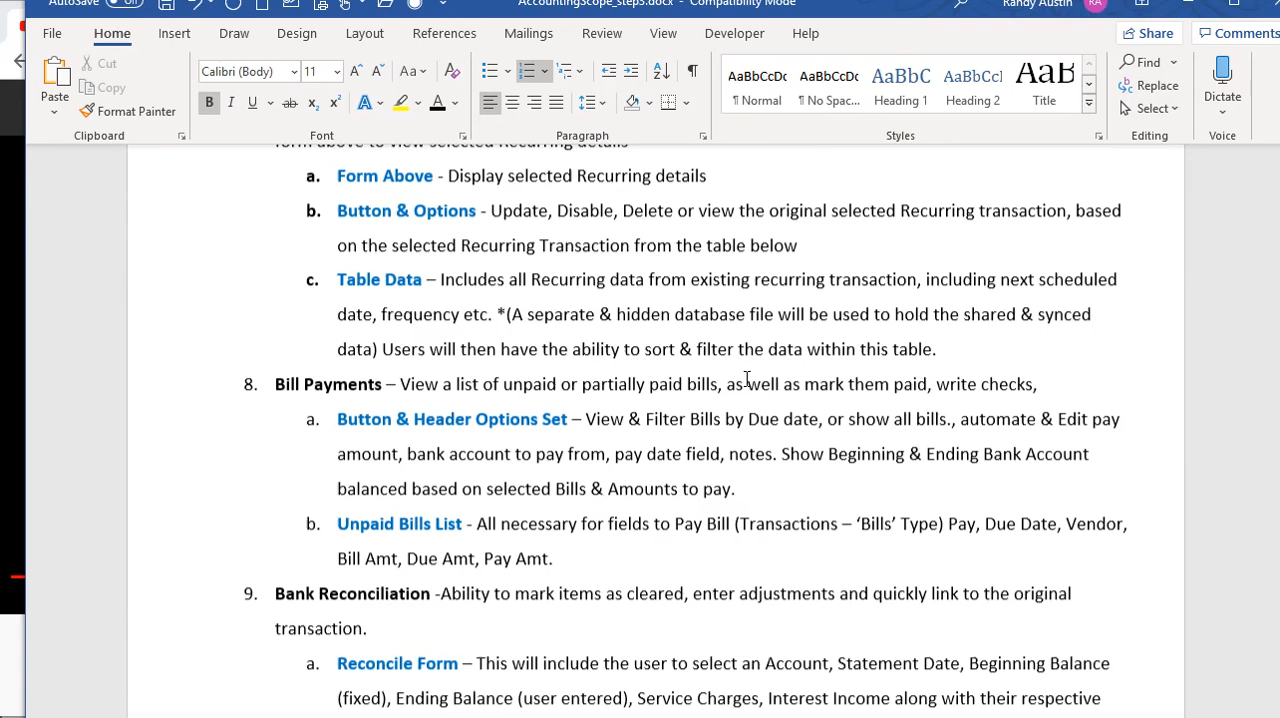 AutoSave Off AccountingScope_step3.docx - Compatibility Mode Randy Austin RA
File Home Insert Draw Design Layout References Mailings Review View Developer Help Share Comments
Paste Cut Copy Format Painter
Clipboard
Calibri (Body) 11 Aa
B I U ab x₂ x² A A
Font
Paragraph
AaBbCcDc AaBbCcDc AaBbC AaBbCcl AaB
¶ Normal ¶ No Spac... Heading 1 Heading 2 Title
Styles
Find Replace Select
Editing
Dictate
Voice
form above to view selected Recurring details
a. Form Above - Display selected Recurring details
b. Button & Options - Update, Disable, Delete or view the original selected Recurring transaction, based
on the selected Recurring Transaction from the table below
c. Table Data – Includes all Recurring data from existing recurring transaction, including next scheduled
date, frequency etc. *(A separate & hidden database file will be used to hold the shared & synced
data) Users will then have the ability to sort & filter the data within this table.
8. Bill Payments – View a list of unpaid or partially paid bills, as well as mark them paid, write checks,
a. Button & Header Options Set – View & Filter Bills by Due date, or show all bills., automate & Edit pay
amount, bank account to pay from, pay date field, notes. Show Beginning & Ending Bank Account
balanced based on selected Bills & Amounts to pay.
b. Unpaid Bills List - All necessary for fields to Pay Bill (Transactions – ‘Bills’ Type) Pay, Due Date, Vendor,
Bill Amt, Due Amt, Pay Amt.
9. Bank Reconciliation -Ability to mark items as cleared, enter adjustments and quickly link to the original
transaction.
a. Reconcile Form – This will include the user to select an Account, Statement Date, Beginning Balance
(fixed), Ending Balance (user entered), Service Charges, Interest Income along with their respective